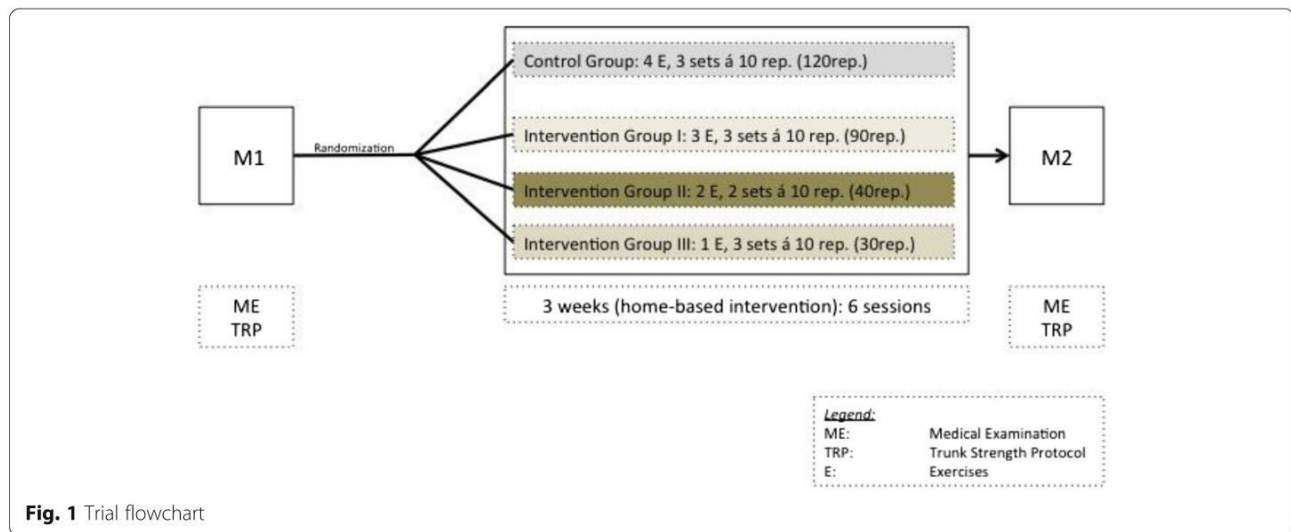 Control Group: 4 E, 3 sets á 10 rep. (120rep.)
M1
Randomization
Intervention Group I: 3 E, 3 sets á 10 rep. (90rep.)
M2
Intervention Group II: 2 E, 2 sets á 10 rep. (40rep.)
Intervention Group III: 1 E, 3 sets á 10 rep. (30rep.)
ME
TRP
3 weeks (home-based intervention): 6 sessions
ME
TRP
Legend:
ME: Medical Examination
TRP: Trunk Strength Protocol
E: Exercises
Fig. 1 Trial flowchart